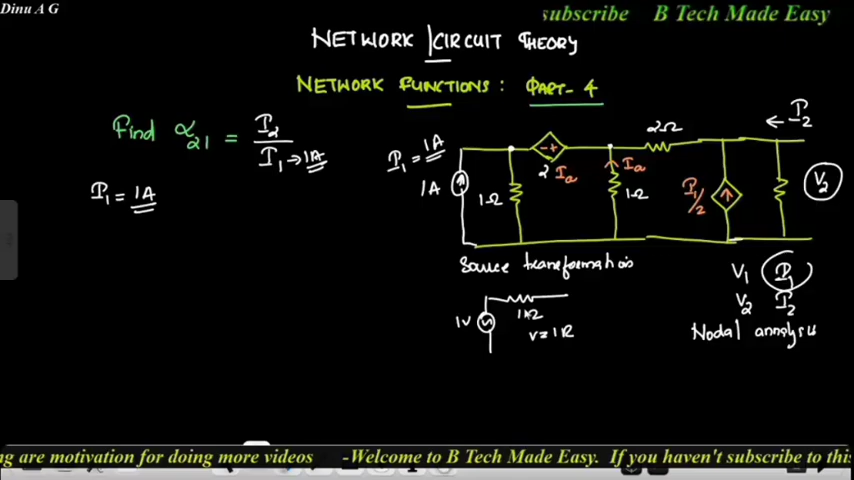 Dinu A G
subscribe B Tech Made Easy
NETWORK | CIRCUIT THEORY
NETWORK FUNCTIONS : PART-4
Find α21 = I2 / I1 → 1A
I1 = 1A
I1 = 1A
1A
1Ω
- +
2 Ia
Ia
1Ω
2Ω
I1/2
← I2
V2
Source transformation
V1 I1
V2 I2
Nodal analysis
1V
1Ω
V = IR
ng are motivation for doing more videos -Welcome to B Tech Made Easy. If you haven't subscribe to this